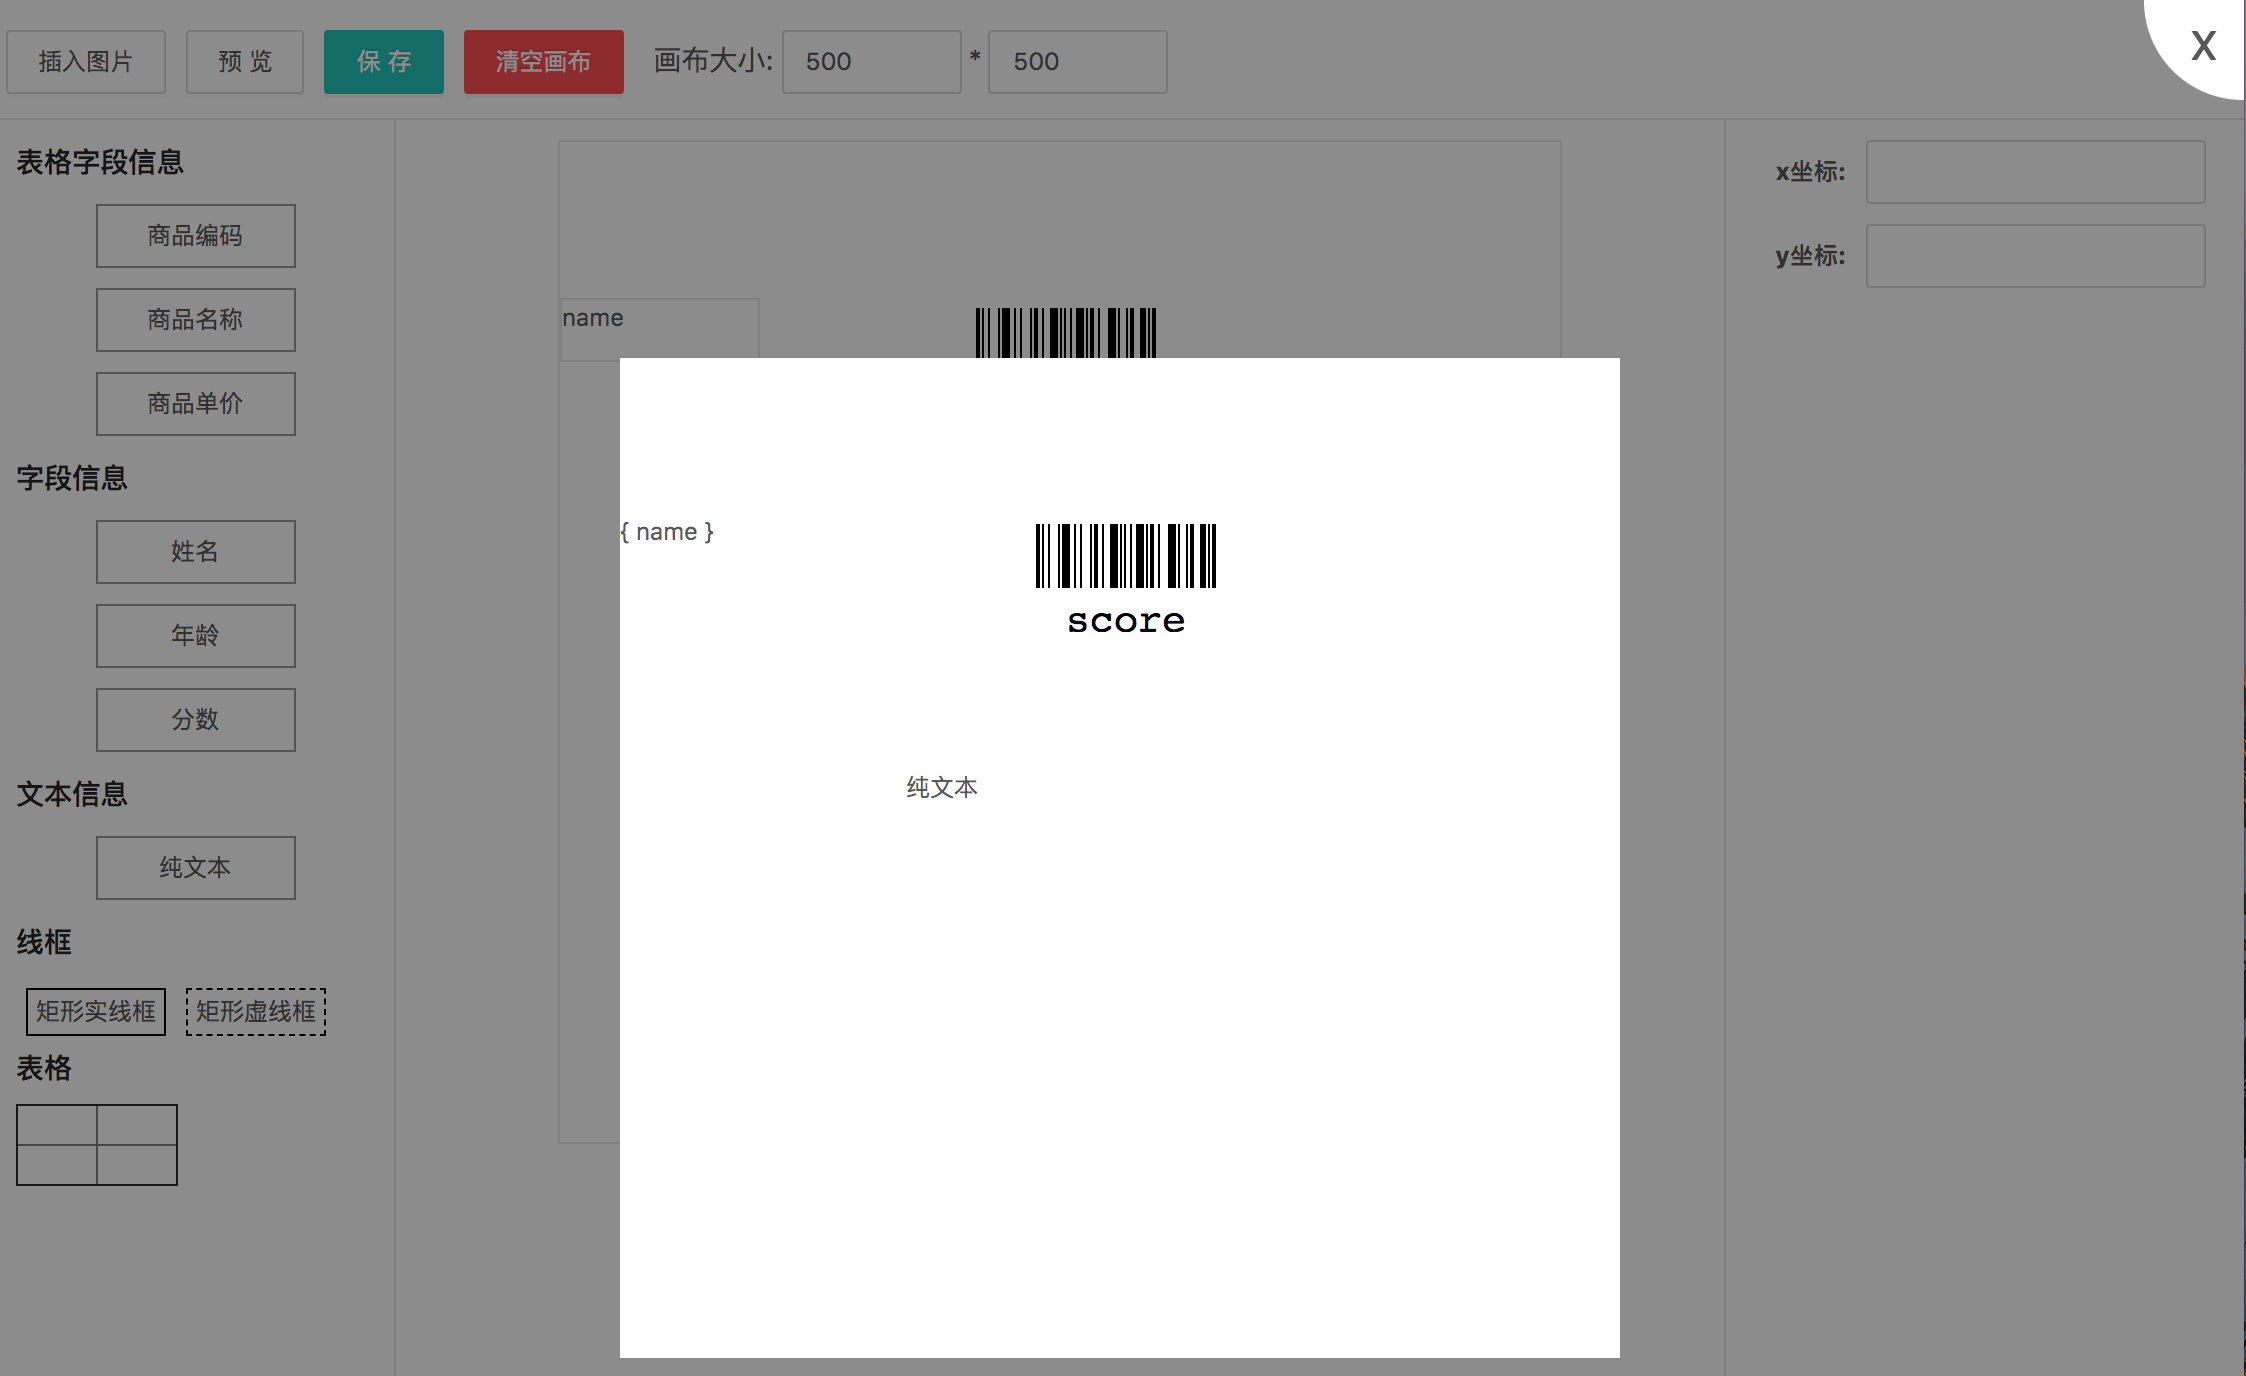 插入图片 预 览 保 存 清空画布 画布大小: 500 * 500 X
表格字段信息
商品编码
商品名称
商品单价
字段信息
姓名
年龄
分数
文本信息
纯文本
线框
矩形实线框 矩形虚线框
表格
name
{ name }
score
纯文本
x坐标:
y坐标: